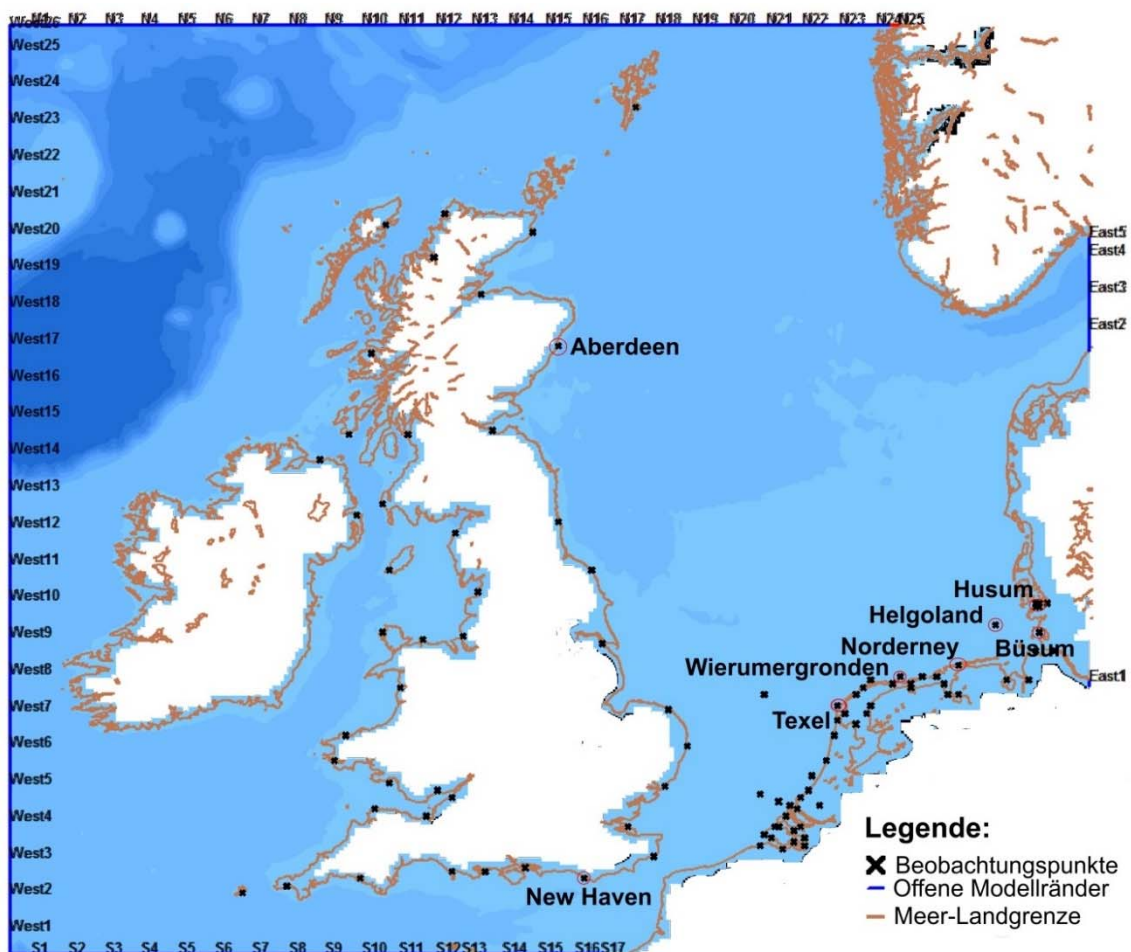 West26 N1 N2 N3 N4 N5 N6 N7 N8 N9 N10 N11 N12 N13 N14 N15 N16 N17 N18 N19 N20 N21 N22 N23 N24 N25
West25
West24
West23
West22
West21
West20
East5
East4
West19
East3
West18
East2
West17
Aberdeen
West16
West15
West14
West13
West12
West11
West10
Husum
Helgoland
West9
Norderney
Büsum
Wierumergronden
West8
East1
West7
Texel
West6
West5
West4
West3
West2
New Haven
West1
Legende:
Beobachtungspunkte
Offene Modellränder
Meer-Landgrenze
S1 S2 S3 S4 S5 S6 S7 S8 S9 S10 S11 S12 S13 S14 S15 S16 S17